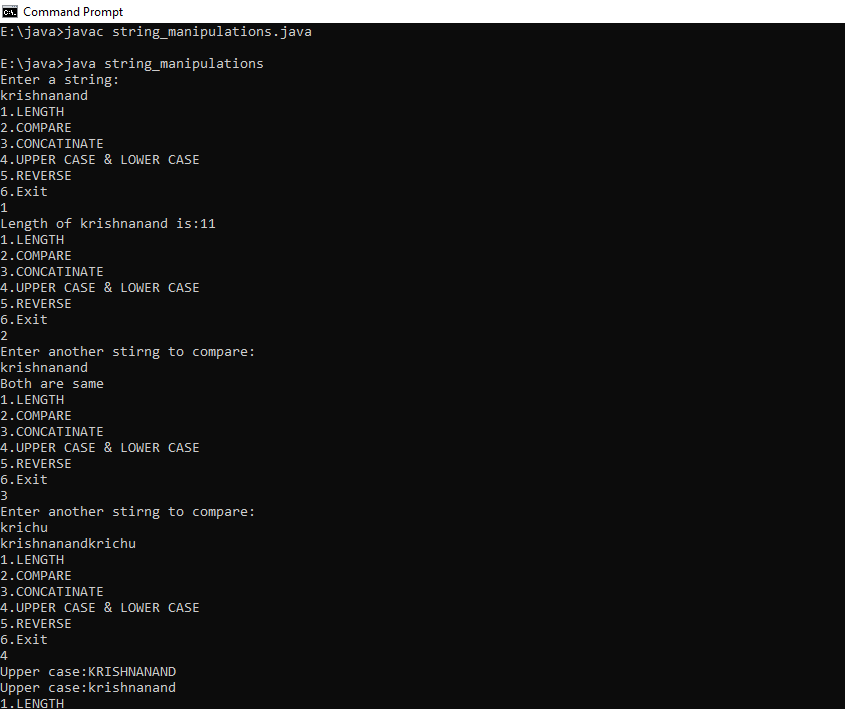 Command Prompt
E:\java>javac string_manipulations.java
E:\java>java string_manipulations
Enter a string:
krishnanand
1.LENGTH
2.COMPARE
3.CONCATINATE
4.UPPER CASE & LOWER CASE
5.REVERSE
6.Exit
1
Length of krishnanand is:11
1.LENGTH
2.COMPARE
3.CONCATINATE
4.UPPER CASE & LOWER CASE
5.REVERSE
6.Exit
2
Enter another stirng to compare:
krishnanand
Both are same
1.LENGTH
2.COMPARE
3.CONCATINATE
4.UPPER CASE & LOWER CASE
5.REVERSE
6.Exit
3
Enter another stirng to compare:
krichu
krishnanandkrichu
1.LENGTH
2.COMPARE
3.CONCATINATE
4.UPPER CASE & LOWER CASE
5.REVERSE
6.Exit
4
Upper case:KRISHNANAND
Upper case:krishnanand
1.LENGTH